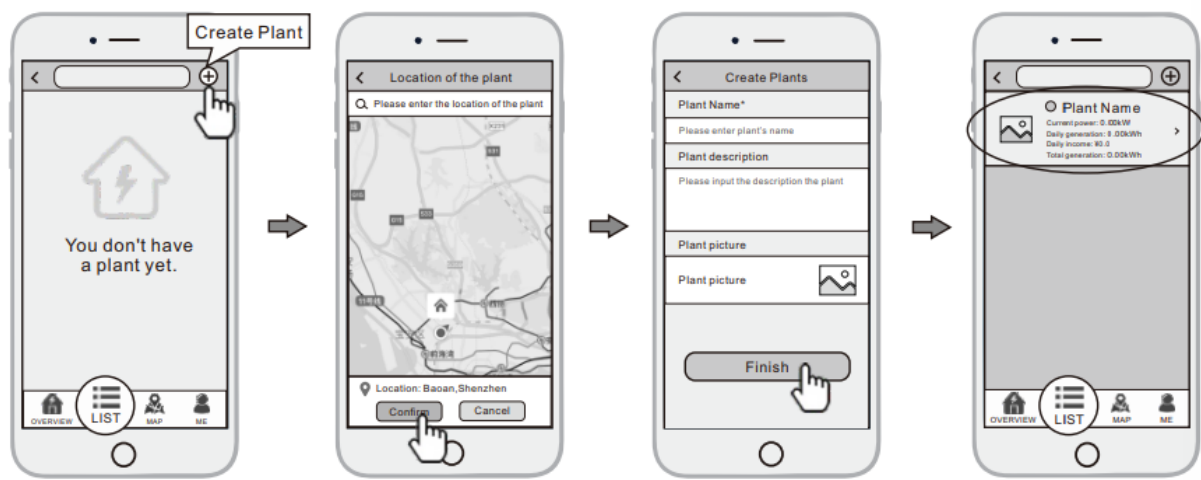 Create Plant
You don't have
a plant yet.
OVERVIEW
LIST
MAP
ME
Location of the plant
Please enter the location of the plant
Location: Baoan,Shenzhen
Confirm
Cancel
Create Plants
Plant Name*
Please enter plant's name
Plant description
Please input the description the plant
Plant picture
Plant picture
Finish
Plant Name
Current power: 0.00kW
Daily generation: 0.00kWh
Daily income: ¥0.0
Total generation: 0.00kWh
OVERVIEW
LIST
MAP
ME